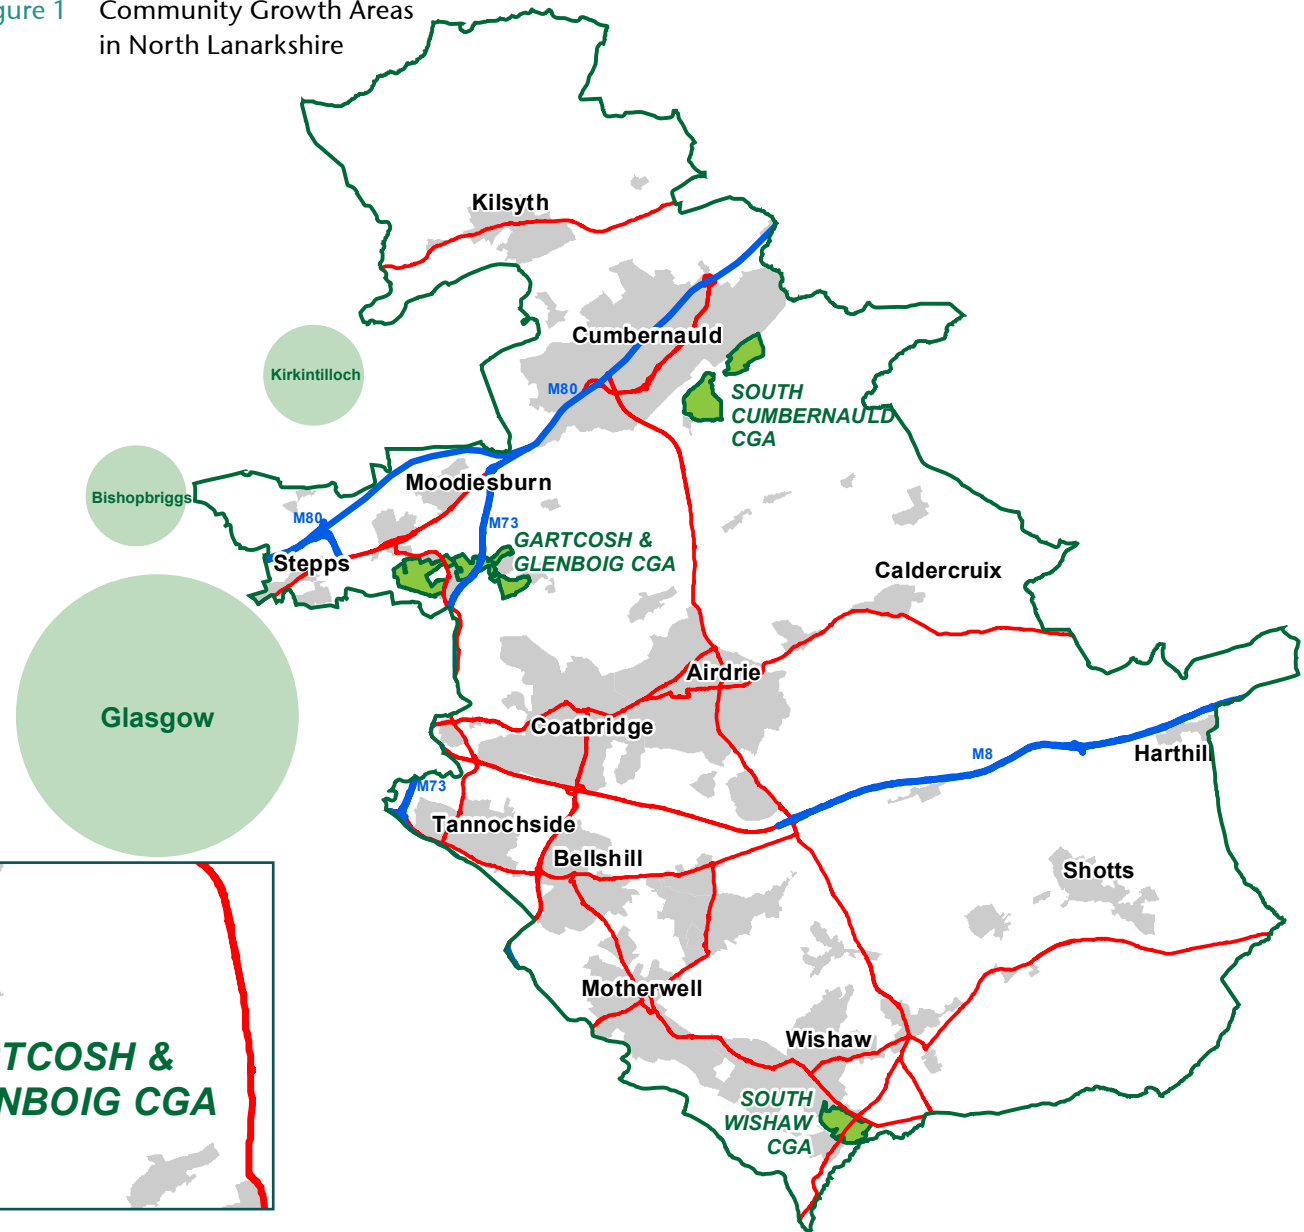 gure 1 Community Growth Areas
in North Lanarkshire
Kilsyth
Kirkintilloch
Cumbernauld
M80
SOUTH
CUMBERNAULD
CGA
Bishopbriggs
Moodiesburn
M80
M73
Stepps
GARTCOSH &
GLENBOIG CGA
Caldercruix
Airdrie
Glasgow
Coatbridge
M8
Harthill
M73
Tannochside
Bellshill
Shotts
Motherwell
Wishaw
TCOSH &
NBOIG CGA
SOUTH
WISHAW
CGA